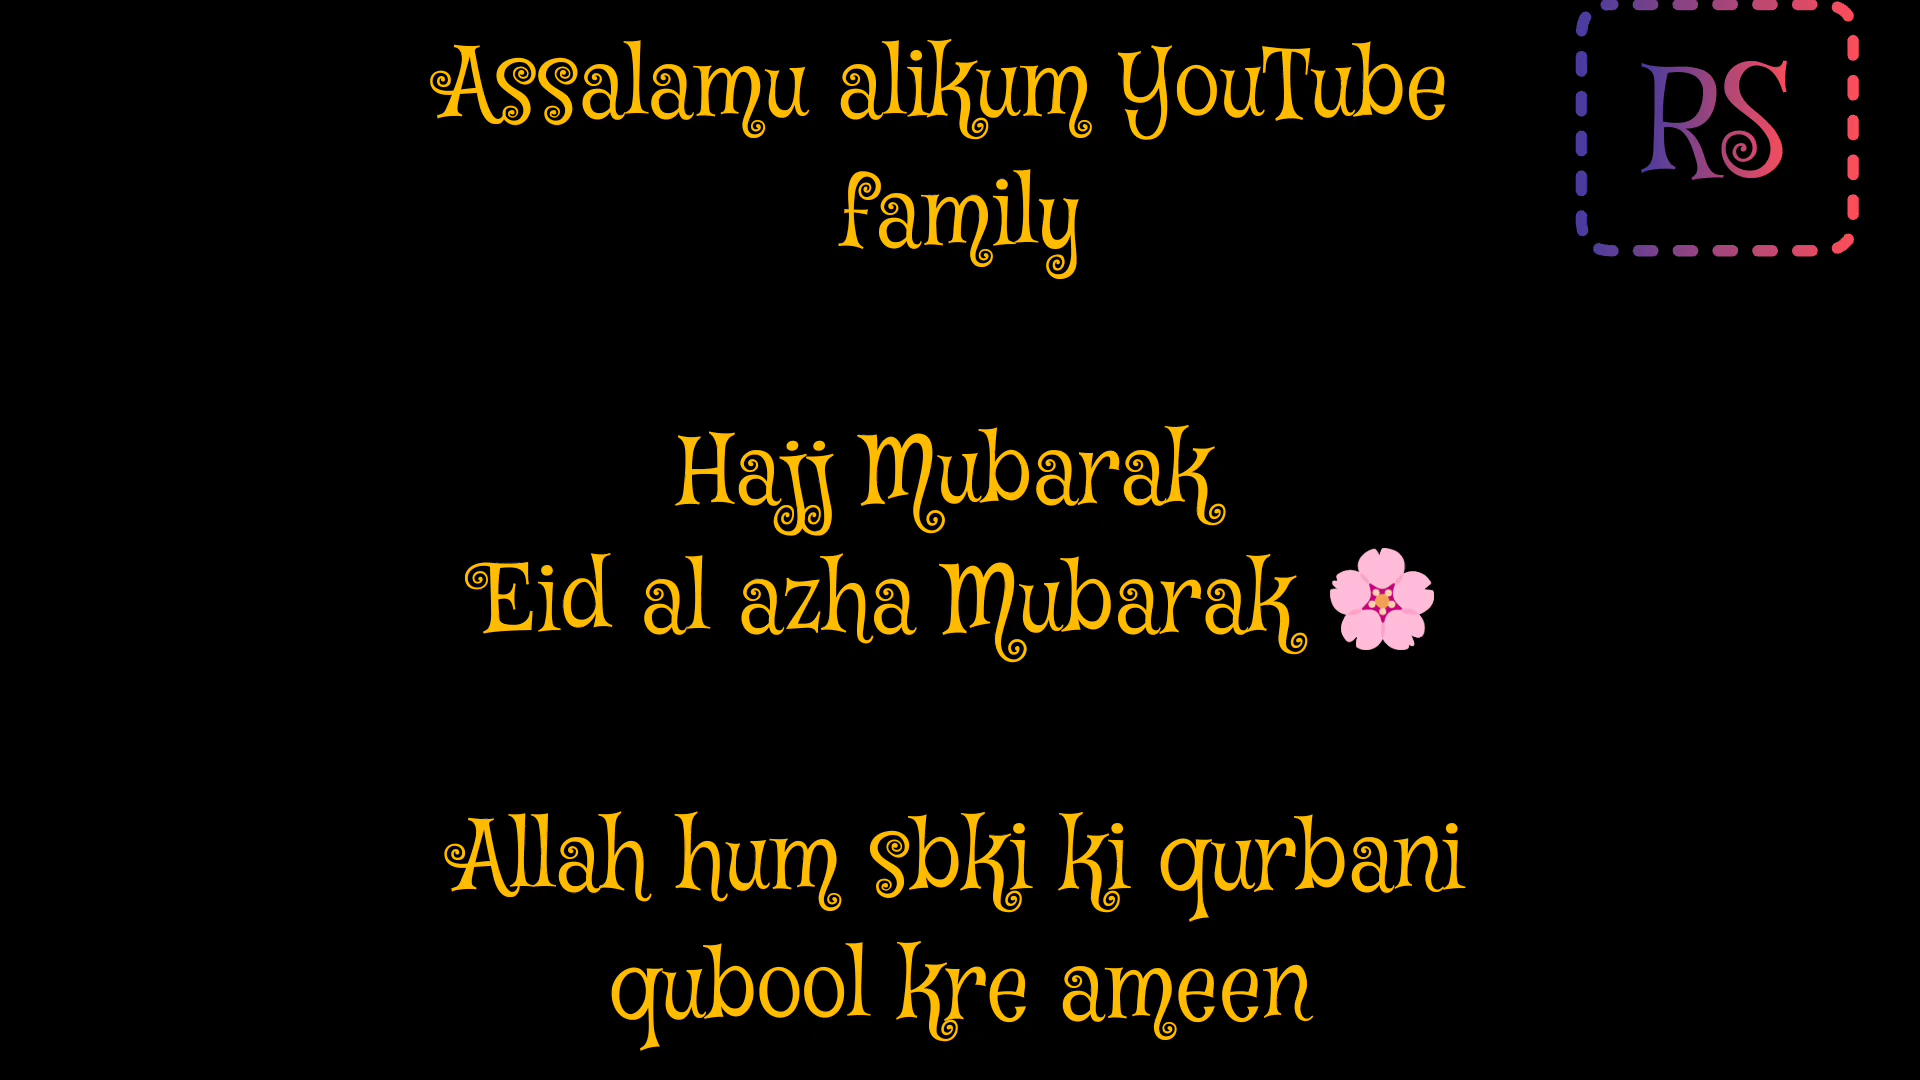 Assalamu alikum YouTube
family
RS
Hajj Mubarak
Eid al azha Mubarak 🌸
Allah hum sbki ki qurbani
qubool kre ameen